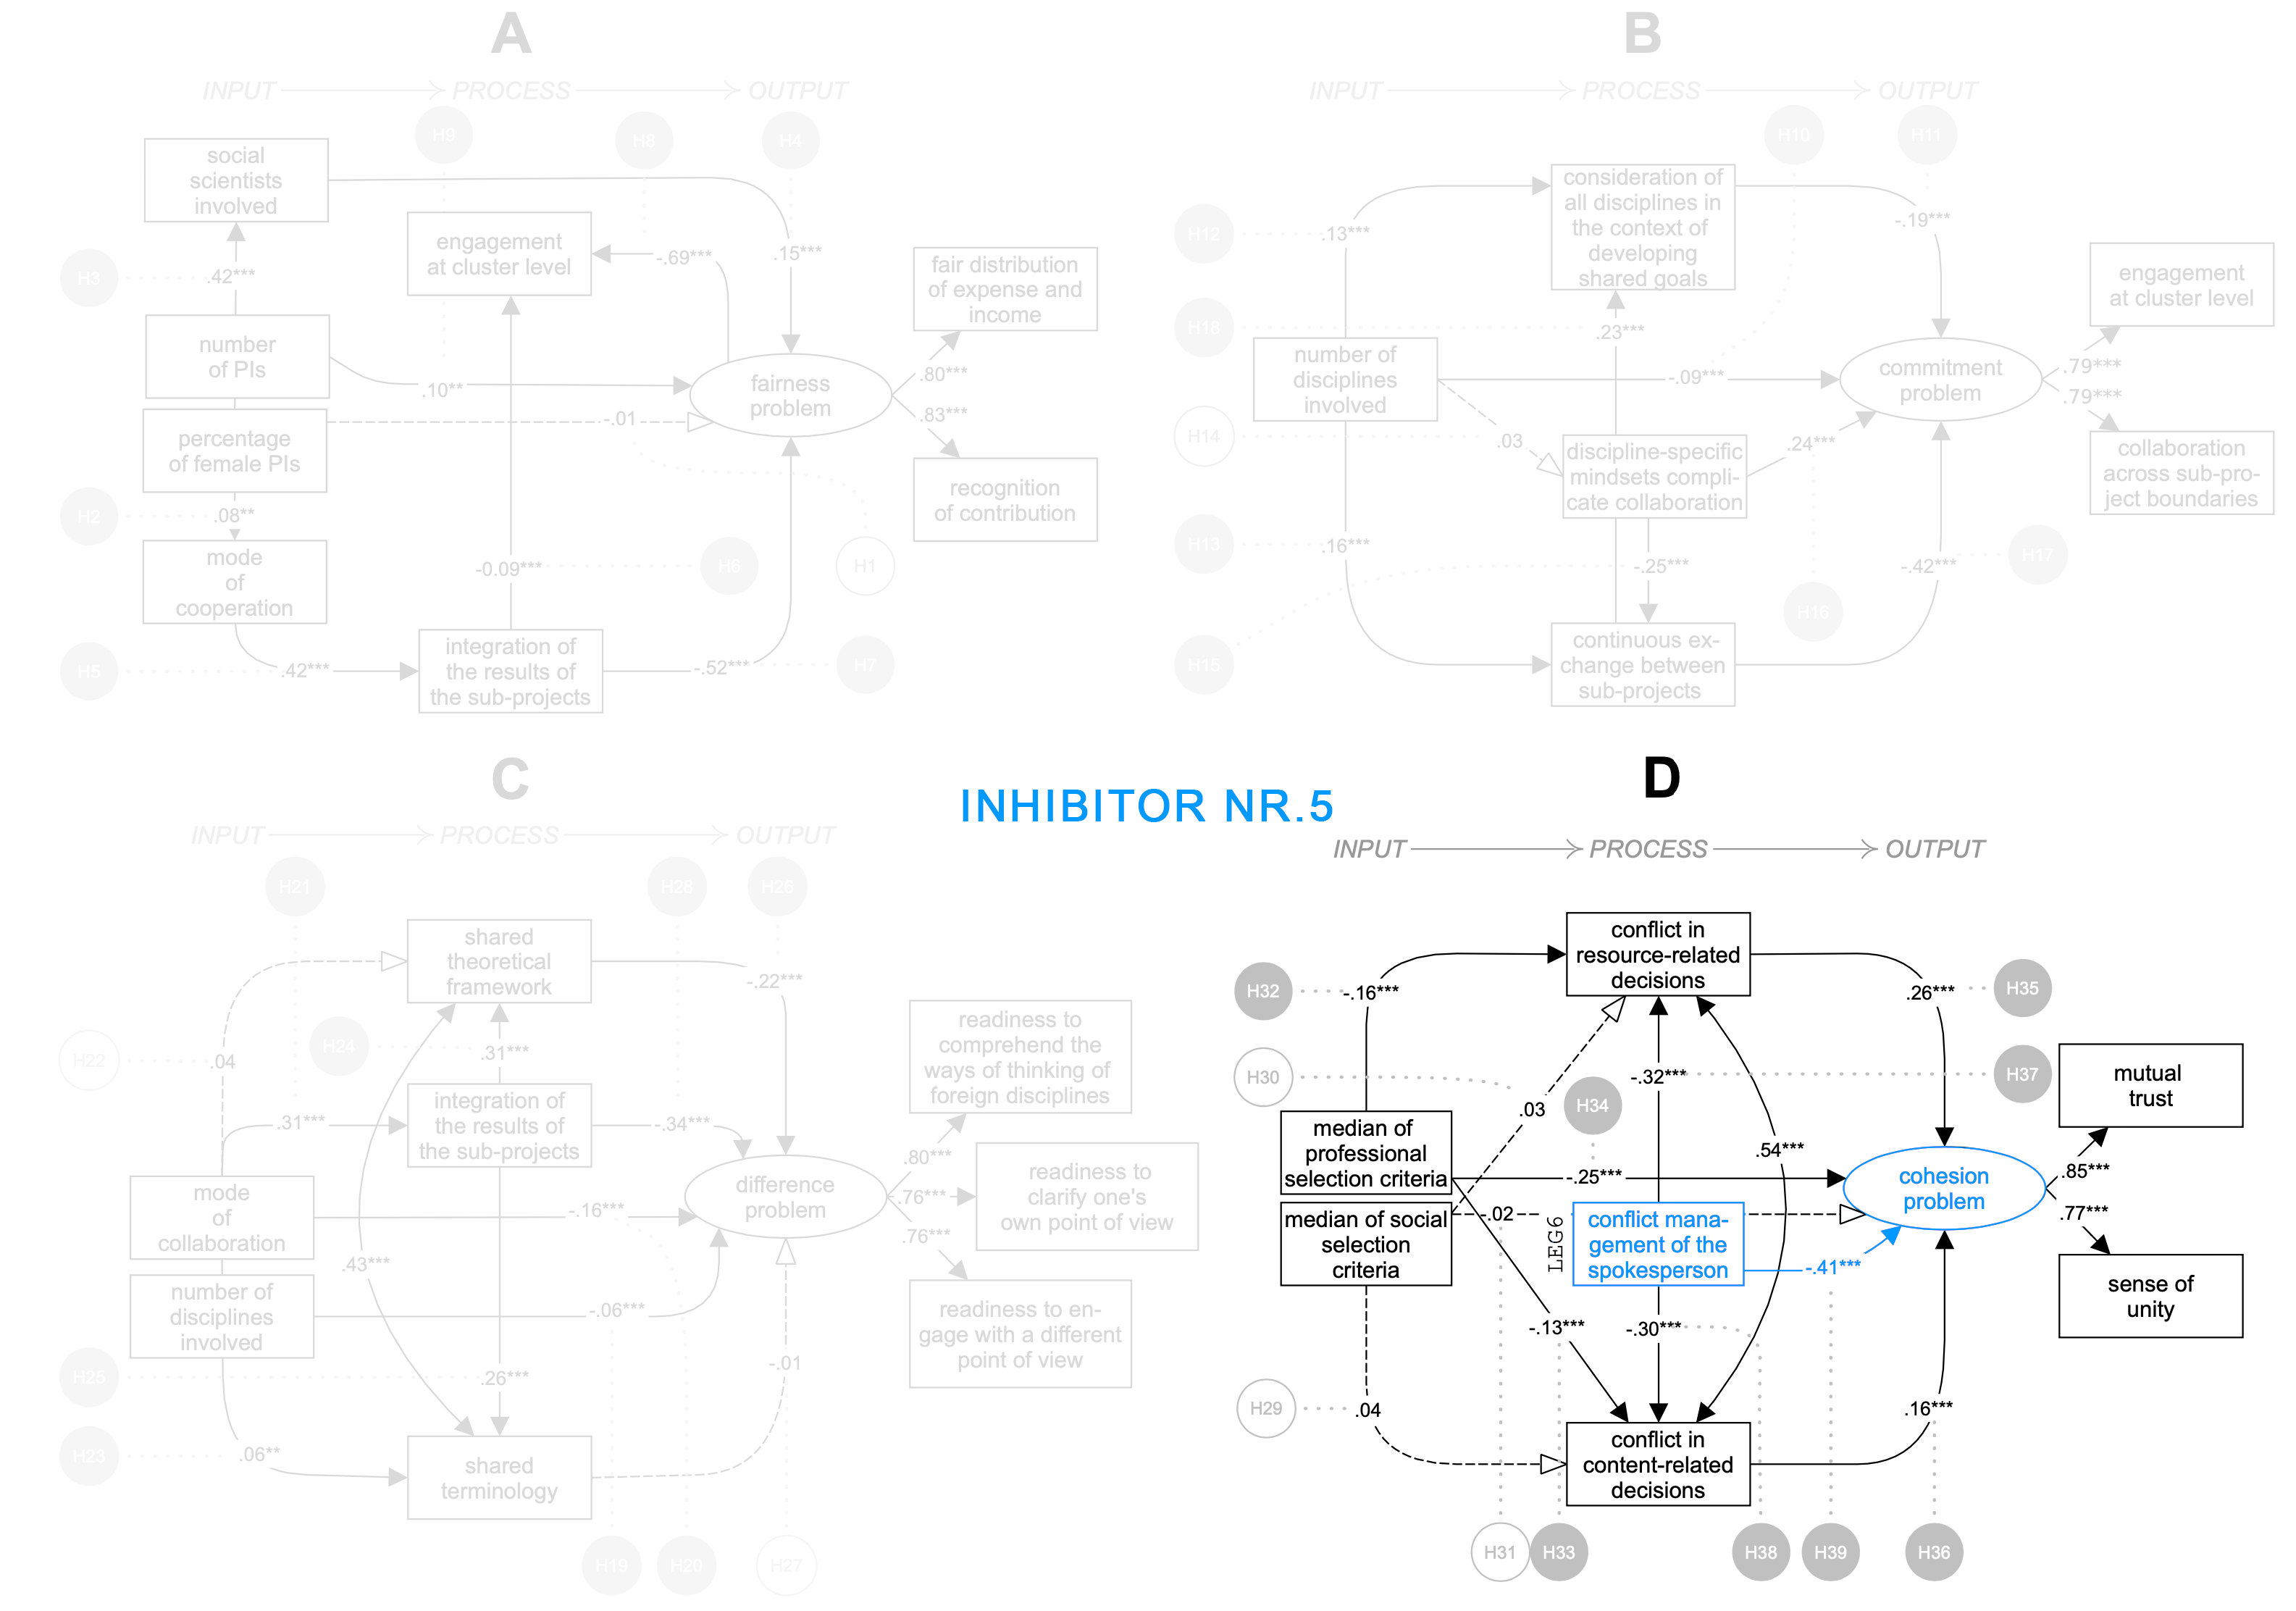 A
INPUT
PROCESS
OUTPUT
H9
H8
H4
social
scientists
involved
engagement
at cluster level
-.69***
.15***
fair distribution
of expense and
income
H3
.42***
number
of PIs
.10**
fairness
problem
.80***
.83***
-.01
percentage
of female PIs
recognition
of contribution
H2
.08**
mode
of
cooperation
-0.09***
H6
H1
H5
.42***
integration of
the results of
the sub-projects
-.52***
H7
B
INPUT
PROCESS
OUTPUT
H10
H11
consideration of
all disciplines in
the context of
developing
shared goals
H12
.13***
-.19***
engagement
at cluster level
H18
.23***
number of
disciplines
involved
-.09***
commitment
problem
.79***
.79***
H14
.03
discipline-specific
mindsets compli-
cate collaboration
.24***
collaboration
across sub-pro-
ject boundaries
H13
.16***
-.25***
-.42***
H17
H16
H15
continuous ex-
change between
sub-projects
C
INPUT
PROCESS
OUTPUT
H21
H28
H26
shared
theoretical
framework
-.22***
H22
.04
H24
.31***
readiness to
comprehend the
ways of thinking of
foreign disciplines
.31***
integration of
the results of
the sub-projects
-.34***
.80***
mode
of
collaboration
-.16***
difference
problem
.76***
readiness to
clarify one's
own point of view
.76***
.43***
number of
disciplines
involved
-.06***
readiness to en-
gage with a different
point of view
-.01
H25
.26***
H23
.06**
shared
terminology
H19
H20
H27
INHIBITOR NR.5
D
INPUT
PROCESS
OUTPUT
conflict in
resource-related
decisions
H32
-.16***
.26***
H35
H30
-.32***
H37
mutual
trust
.03
H34
median of
professional
selection criteria
-.25***
.54***
cohesion
problem
.85***
.77***
median of social
selection
criteria
-.02
LEG6
conflict mana-
gement of the
spokesperson
-.41***
sense of
unity
-.13***
-.30***
H29
.04
.16***
conflict in
content-related
decisions
H31
H33
H38
H39
H36